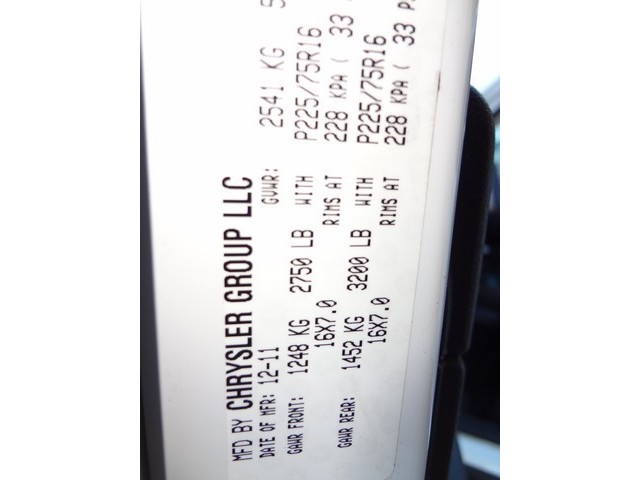 MFD BY CHRYSLER GROUP LLC
DATE OF MFR: 12-11 GVWR: 2541 KG 5
GAWR FRONT: 1248 KG 2750 LB WITH P225/75R16
16X7.0 RIMS AT 228 KPA ( 33 P
GAWR REAR: 1452 KG 3200 LB WITH P225/75R16
16X7.0 RIMS AT 228 KPA ( 33 P